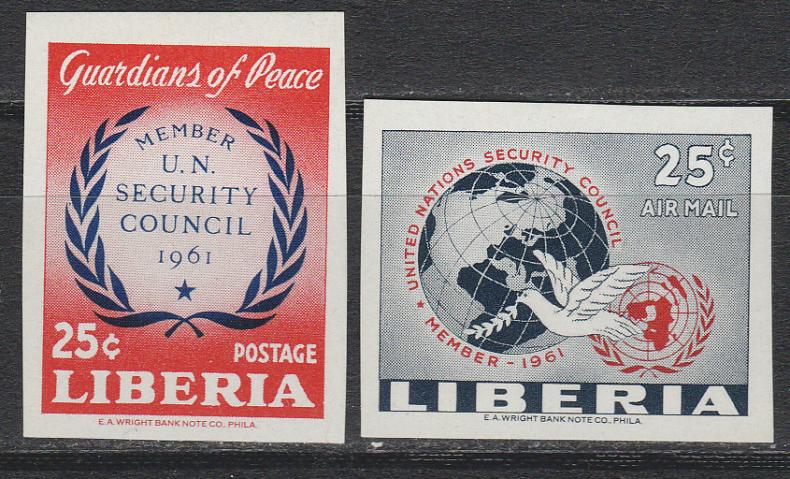 Guardians of Peace
MEMBER
U.N.
SECURITY
COUNCIL
1961
25¢
POSTAGE
LIBERIA
E.A. WRIGHT BANK NOTE CO., PHILA.
25¢
AIR MAIL
UNITED NATIONS SECURITY COUNCIL
★ MEMBER - 1961
LIBERIA
E.A. WRIGHT BANK NOTE CO., PHILA.